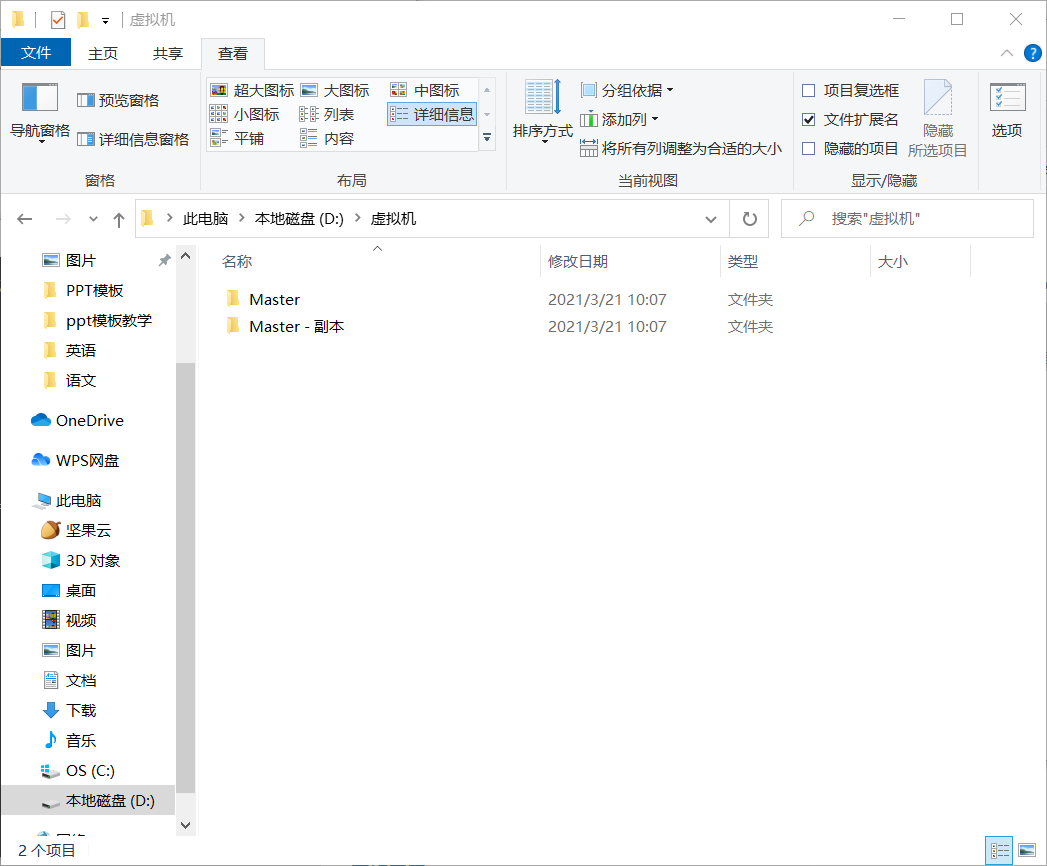 虚拟机
文件 主页 共享 查看
导航窗格
预览窗格
详细信息窗格
窗格
超大图标 大图标 中图标
小图标 列表 详细信息
平铺 内容
布局
排序方式
分组依据
添加列
将所有列调整为合适的大小
当前视图
项目复选框
文件扩展名
隐藏的项目
隐藏
所选项目
显示/隐藏
选项
此电脑 本地磁盘 (D:) 虚拟机
搜索"虚拟机"
图片
PPT模板
ppt模板教学
英语
语文
OneDrive
WPS网盘
此电脑
坚果云
3D 对象
桌面
视频
图片
文档
下载
音乐
OS (C:)
本地磁盘 (D:)
名称 修改日期 类型 大小
Master 2021/3/21 10:07 文件夹
Master - 副本 2021/3/21 10:07 文件夹
2 个项目